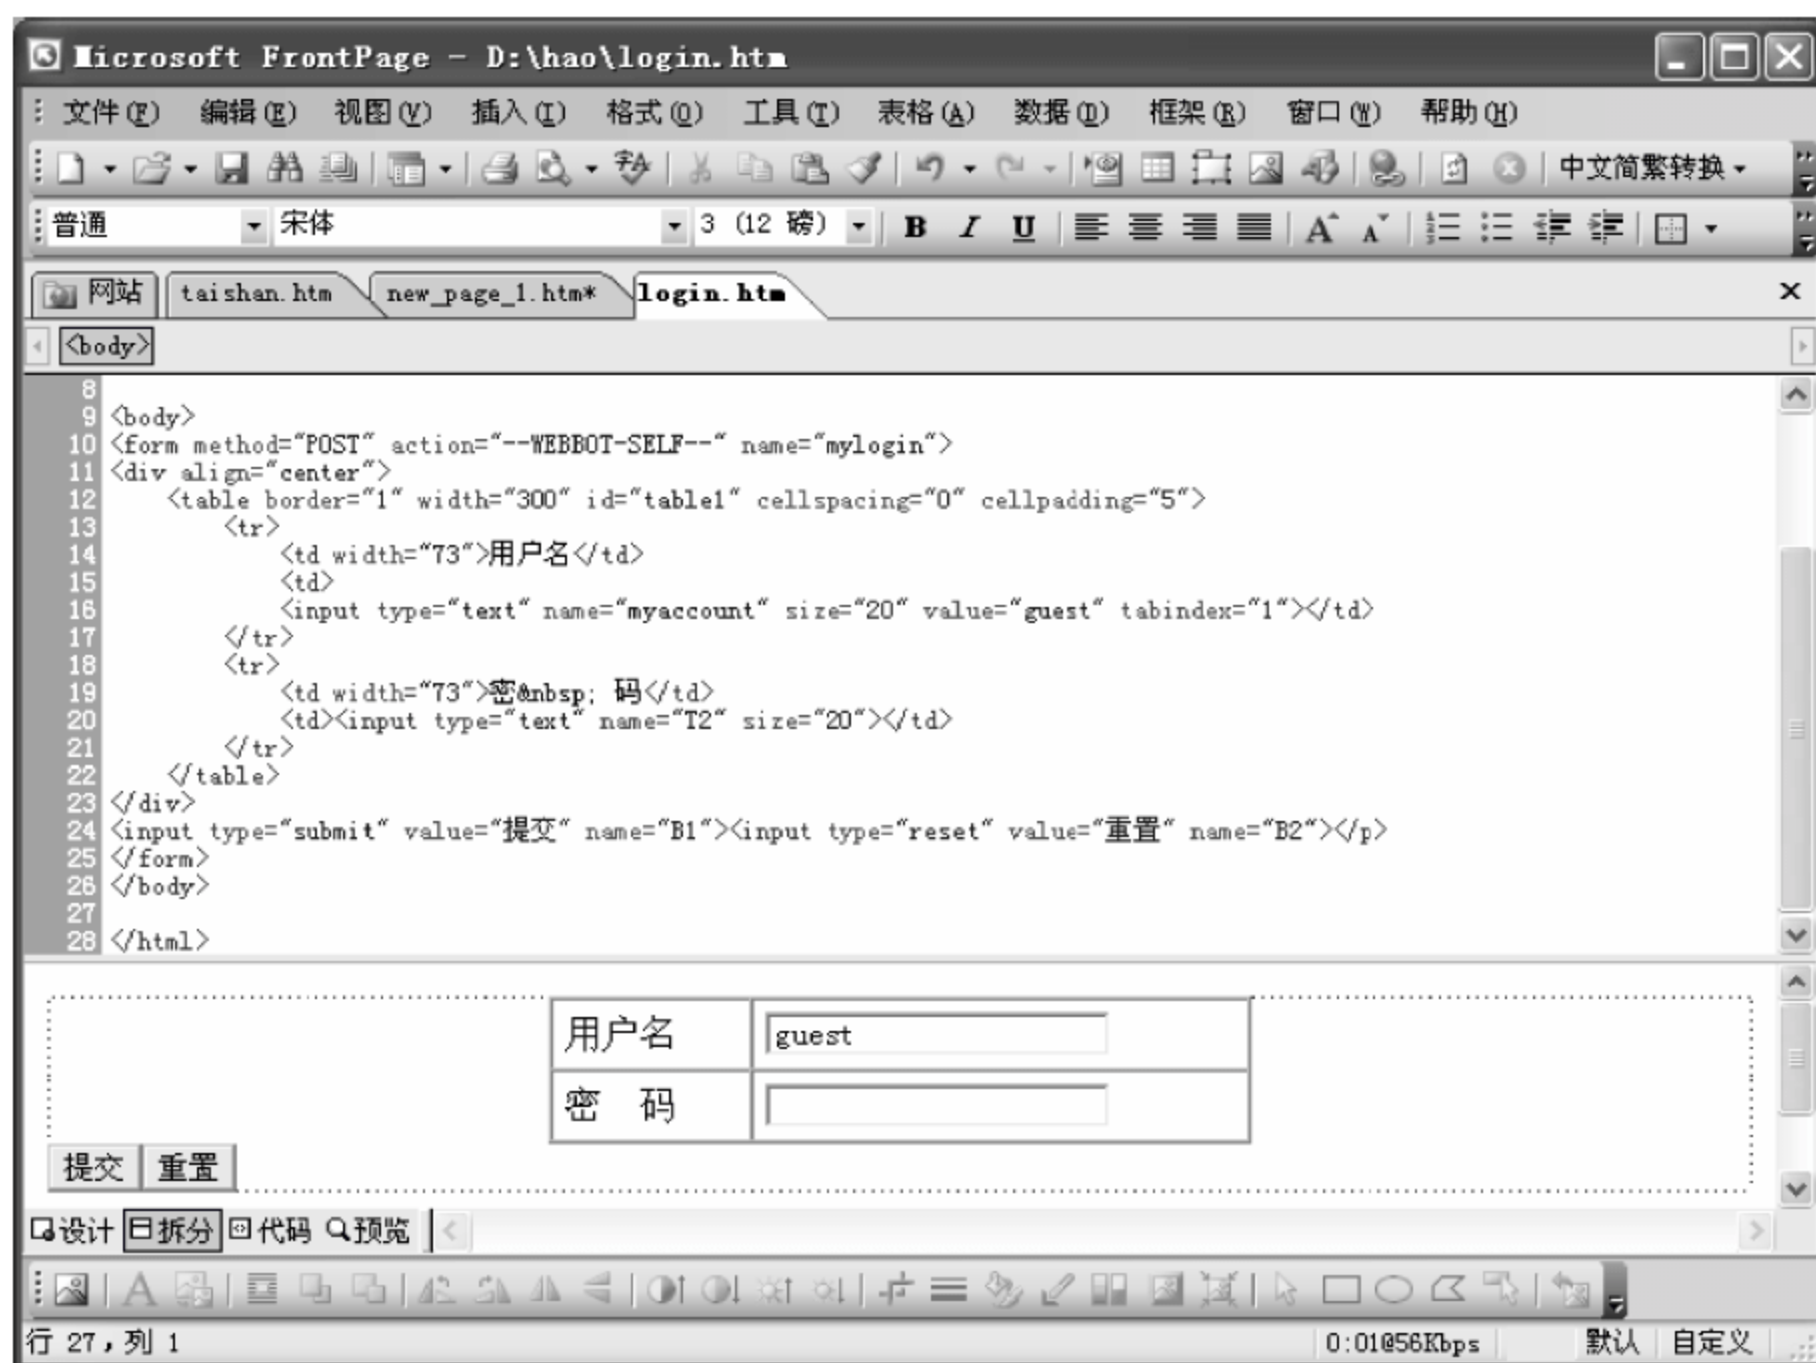 Microsoft FrontPage - D:\hao\login.htm
文件(F) 编辑(E) 视图(V) 插入(I) 格式(O) 工具(T) 表格(A) 数据(D) 框架(R) 窗口(W) 帮助(H)
中文简繁转换
普通 宋体 3 (12 磅) B I U A A
网站 taishan.htm new_page_1.htm* login.htm
<body>
8
9 <body>
10 <form method="POST" action="--WEBBOT-SELF--" name="mylogin">
11 <div align="center">
12 <table border="1" width="300" id="table1" cellspacing="0" cellpadding="5">
13 <tr>
14 <td width="73">用户名</td>
15 <td>
16 <input type="text" name="myaccount" size="20" value="guest" tabindex="1"></td>
17 </tr>
18 <tr>
19 <td width="73">密&nbsp; 码</td>
20 <td><input type="text" name="T2" size="20"></td>
21 </tr>
22 </table>
23 </div>
24 <input type="submit" value="提交" name="B1"><input type="reset" value="重置" name="B2"></p>
25 </form>
26 </body>
27
28 </html>
用户名 guest
密 码
提交 重置
设计 拆分 代码 预览
A
行 27，列 1 0:01@56Kbps 默认 自定义